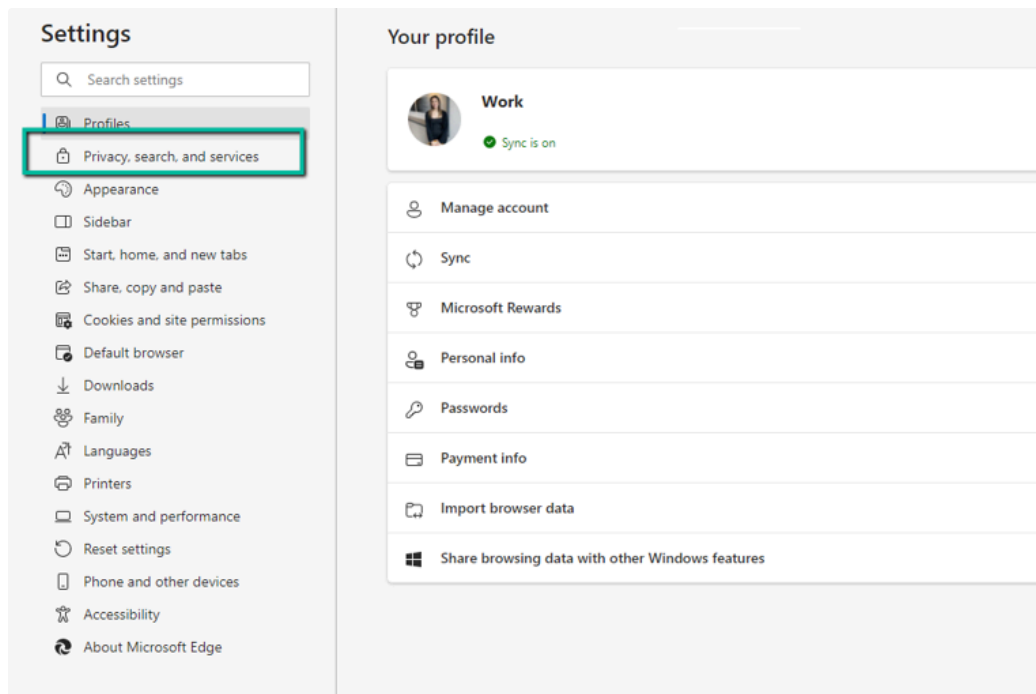 Settings
Search settings
Profiles
Privacy, search, and services
Appearance
Sidebar
Start, home, and new tabs
Share, copy and paste
Cookies and site permissions
Default browser
Downloads
Family
Languages
Printers
System and performance
Reset settings
Phone and other devices
Accessibility
About Microsoft Edge
Your profile
Work
Sync is on
Manage account
Sync
Microsoft Rewards
Personal info
Passwords
Payment info
Import browser data
Share browsing data with other Windows features